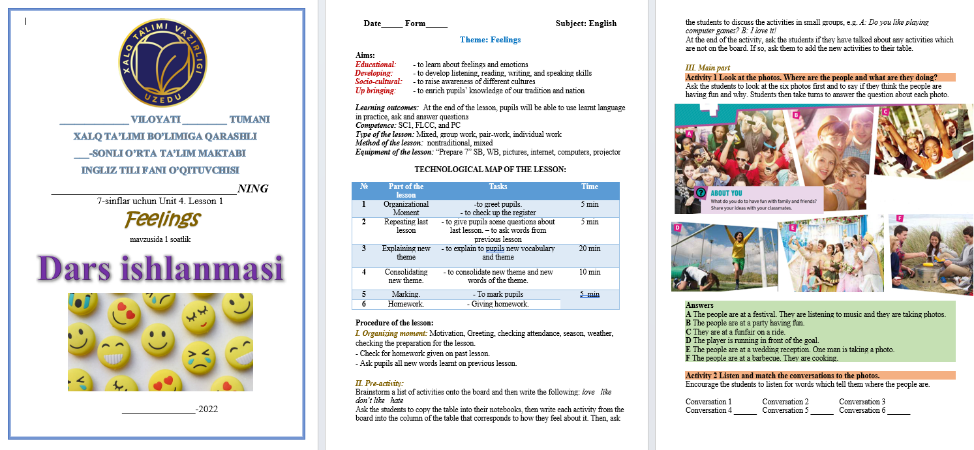 XALQ TALIMI VAZIRLIGI
UZEDU
______________ VILOYATI _________ TUMANI
XALQ TA'LIMI BO'LIMIGA QARASHLI
___-SONLI O'RTA TA'LIM MAKTABI
INGLIZ TILI FANI O'QITUVCHISI
___________________________________NING
7-sinflar uchun Unit 4. Lesson 1
Feelings
mavzusida 1 soatlik
Dars ishlanmasi
________________-2022
Date_____ Form_____ Subject: English
Theme: Feelings
Aims:
Educational: - to learn about feelings and emotions
Developing: - to develop listening, reading, writing, and speaking skills
Socio-cultural: - to raise awareness of different cultures
Up bringing: - to enrich pupils' knowledge of our tradition and nation
Learning outcomes: At the end of the lesson, pupils will be able to use learnt language
in practice, ask and answer questions
Competence: SC1, FLCC, and PC
Type of the lesson: Mixed, group work, pair-work, individual work
Method of the lesson: nontraditional, mixed
Equipment of the lesson: "Prepare 7" SB, WB, pictures, internet, computers, projector
TECHNOLOGICAL MAP OF THE LESSON:
№ Part of the lesson Tasks Time
1 Organizational Moment -to greet pupils. - to check up the register 5 min
2 Repeating last lesson - to give pupils some questions about last lesson. – to ask words from previous lesson 5 min
3 Explaining new theme - to explain to pupils new vocabulary and theme 20 min
4 Consolidating new theme - to consolidate new theme and new words of the theme. 10 min
5 Marking. - To mark pupils 5 min
6 Homework. - Giving homework.
Procedure of the lesson:
I. Organizing moment: Motivation, Greeting, checking attendance, season, weather,
checking the preparation for the lesson.
- Check for homework given on past lesson.
- Ask pupils all new words learnt on previous lesson.
II. Pre-activity:
Brainstorm a list of activities onto the board and then write the following: love like
don't like hate
Ask the students to copy the table into their notebooks, then write each activity from the
board into the column of the table that corresponds to how they feel about it. Then, ask
the students to discuss the activities in small groups, e.g. A: Do you like playing
computer games? B: I love it!
At the end of the activity, ask the students if they have talked about any activities which
are not on the board. If so, ask them to add the new activities to their table.
III. Main part
Activity 1 Look at the photos. Where are the people and what are they doing?
Ask the students to look at the six photos first and to say if they think the people are
having fun and why. Students then take turns to answer the question about each photo.
A
B
C
ABOUT YOU
What do you do to have fun with family and friends?
Share your ideas with your classmates.
D
E
F
Answers
A The people are at a festival. They are listening to music and they are taking photos.
B The people are at a party having fun.
C They are at a funfair on a ride.
D The player is running in front of the goal.
E The people are at a wedding reception. One man is taking a photo.
F The people are at a barbecue. They are cooking.
Activity 2 Listen and match the conversations to the photos.
Encourage the students to listen for words which tell them where the people are.
Conversation 1 Conversation 2 Conversation 3
Conversation 4 ______ Conversation 5 ______ Conversation 6 ______